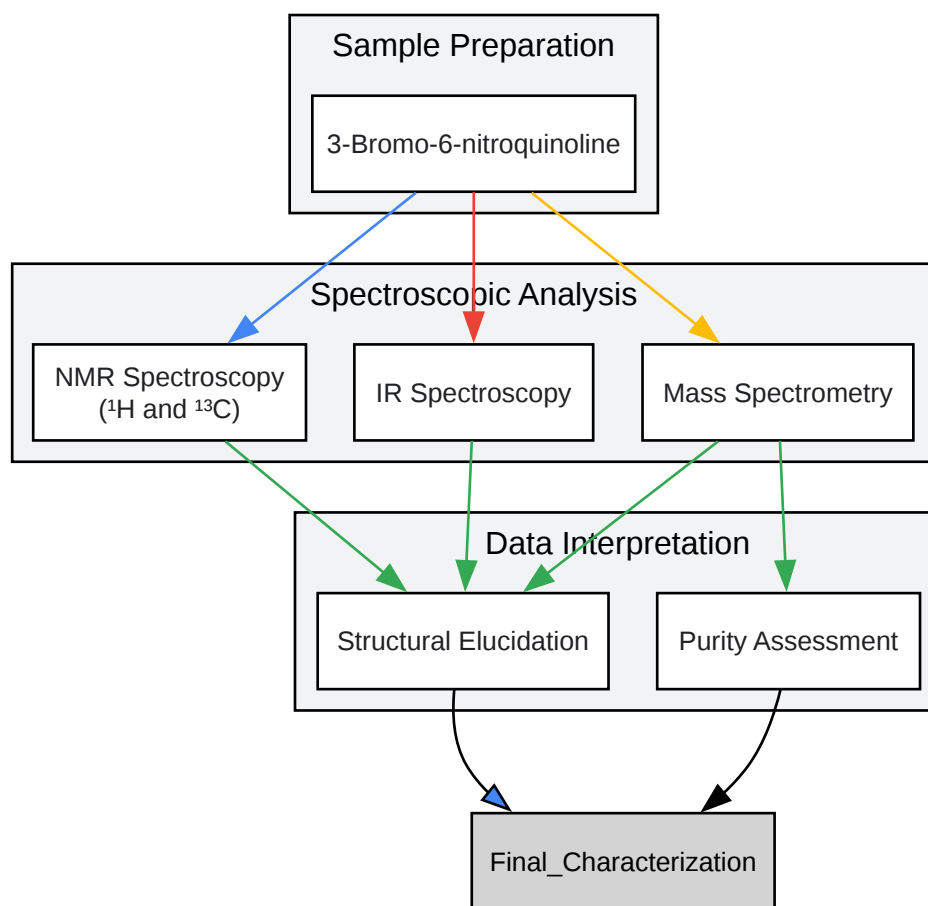 Sample Preparation
3-Bromo-6-nitroquinoline
Spectroscopic Analysis
NMR Spectroscopy
(¹H and ¹³C)
IR Spectroscopy
Mass Spectrometry
Data Interpretation
Structural Elucidation
Purity Assessment
Final_Characterization